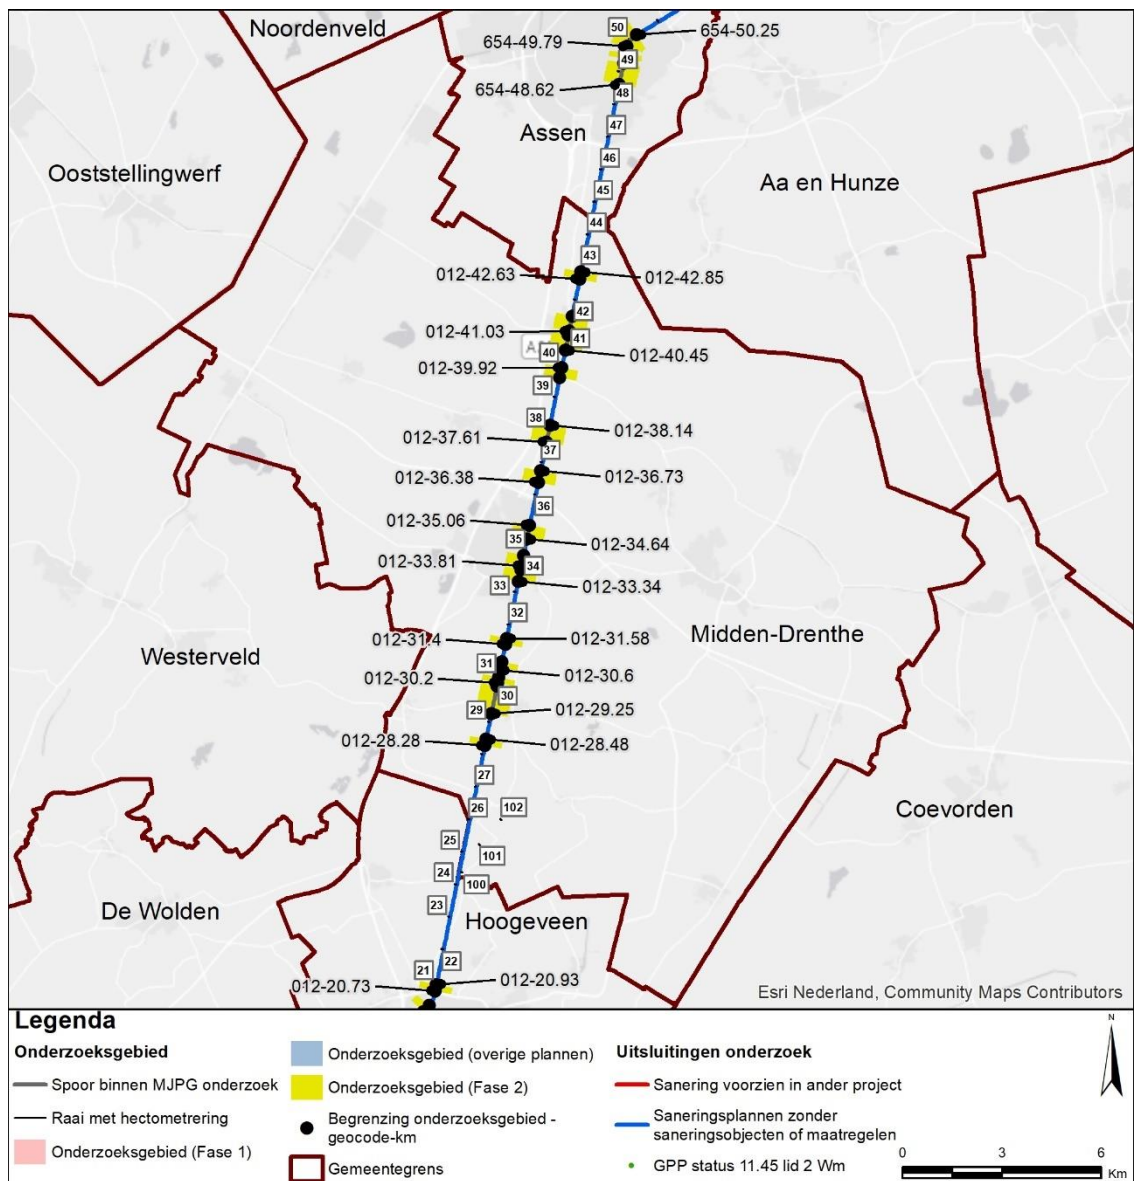 Noordenveld
50
654-50.25
654-49.79
49
654-48.62
48
Assen
47
46
Ooststellingwerf
Aa en Hunze
45
44
43
012-42.63
012-42.85
42
012-41.03
41
40
012-40.45
012-39.92
39
38
012-38.14
012-37.61
37
012-36.38
012-36.73
36
012-35.06
35
012-34.64
012-33.81
34
33
012-33.34
32
012-31.4
012-31.58
Midden-Drenthe
Westerveld
31
012-30.2
012-30.6
30
29
012-29.25
012-28.28
012-28.48
27
26
102
Coevorden
25
101
24
100
23
De Wolden
Hoogeveen
22
21
012-20.73
012-20.93
Esri Nederland, Community Maps Contributors
Legenda
Onderzoeksgebied
Spoor binnen MJPG onderzoek
Raai met hectometrering
Onderzoeksgebied (Fase 1)
Onderzoeksgebied (overige plannen)
Onderzoeksgebied (Fase 2)
Begrenzing onderzoeksgebied -
geocode-km
Gemeentegrens
Uitsluitingen onderzoek
Sanering voorzien in ander project
Saneringsplannen zonder
saneringsobjecten of maatregelen
GPP status 11.45 lid 2 Wm
N
0 3 6
Km